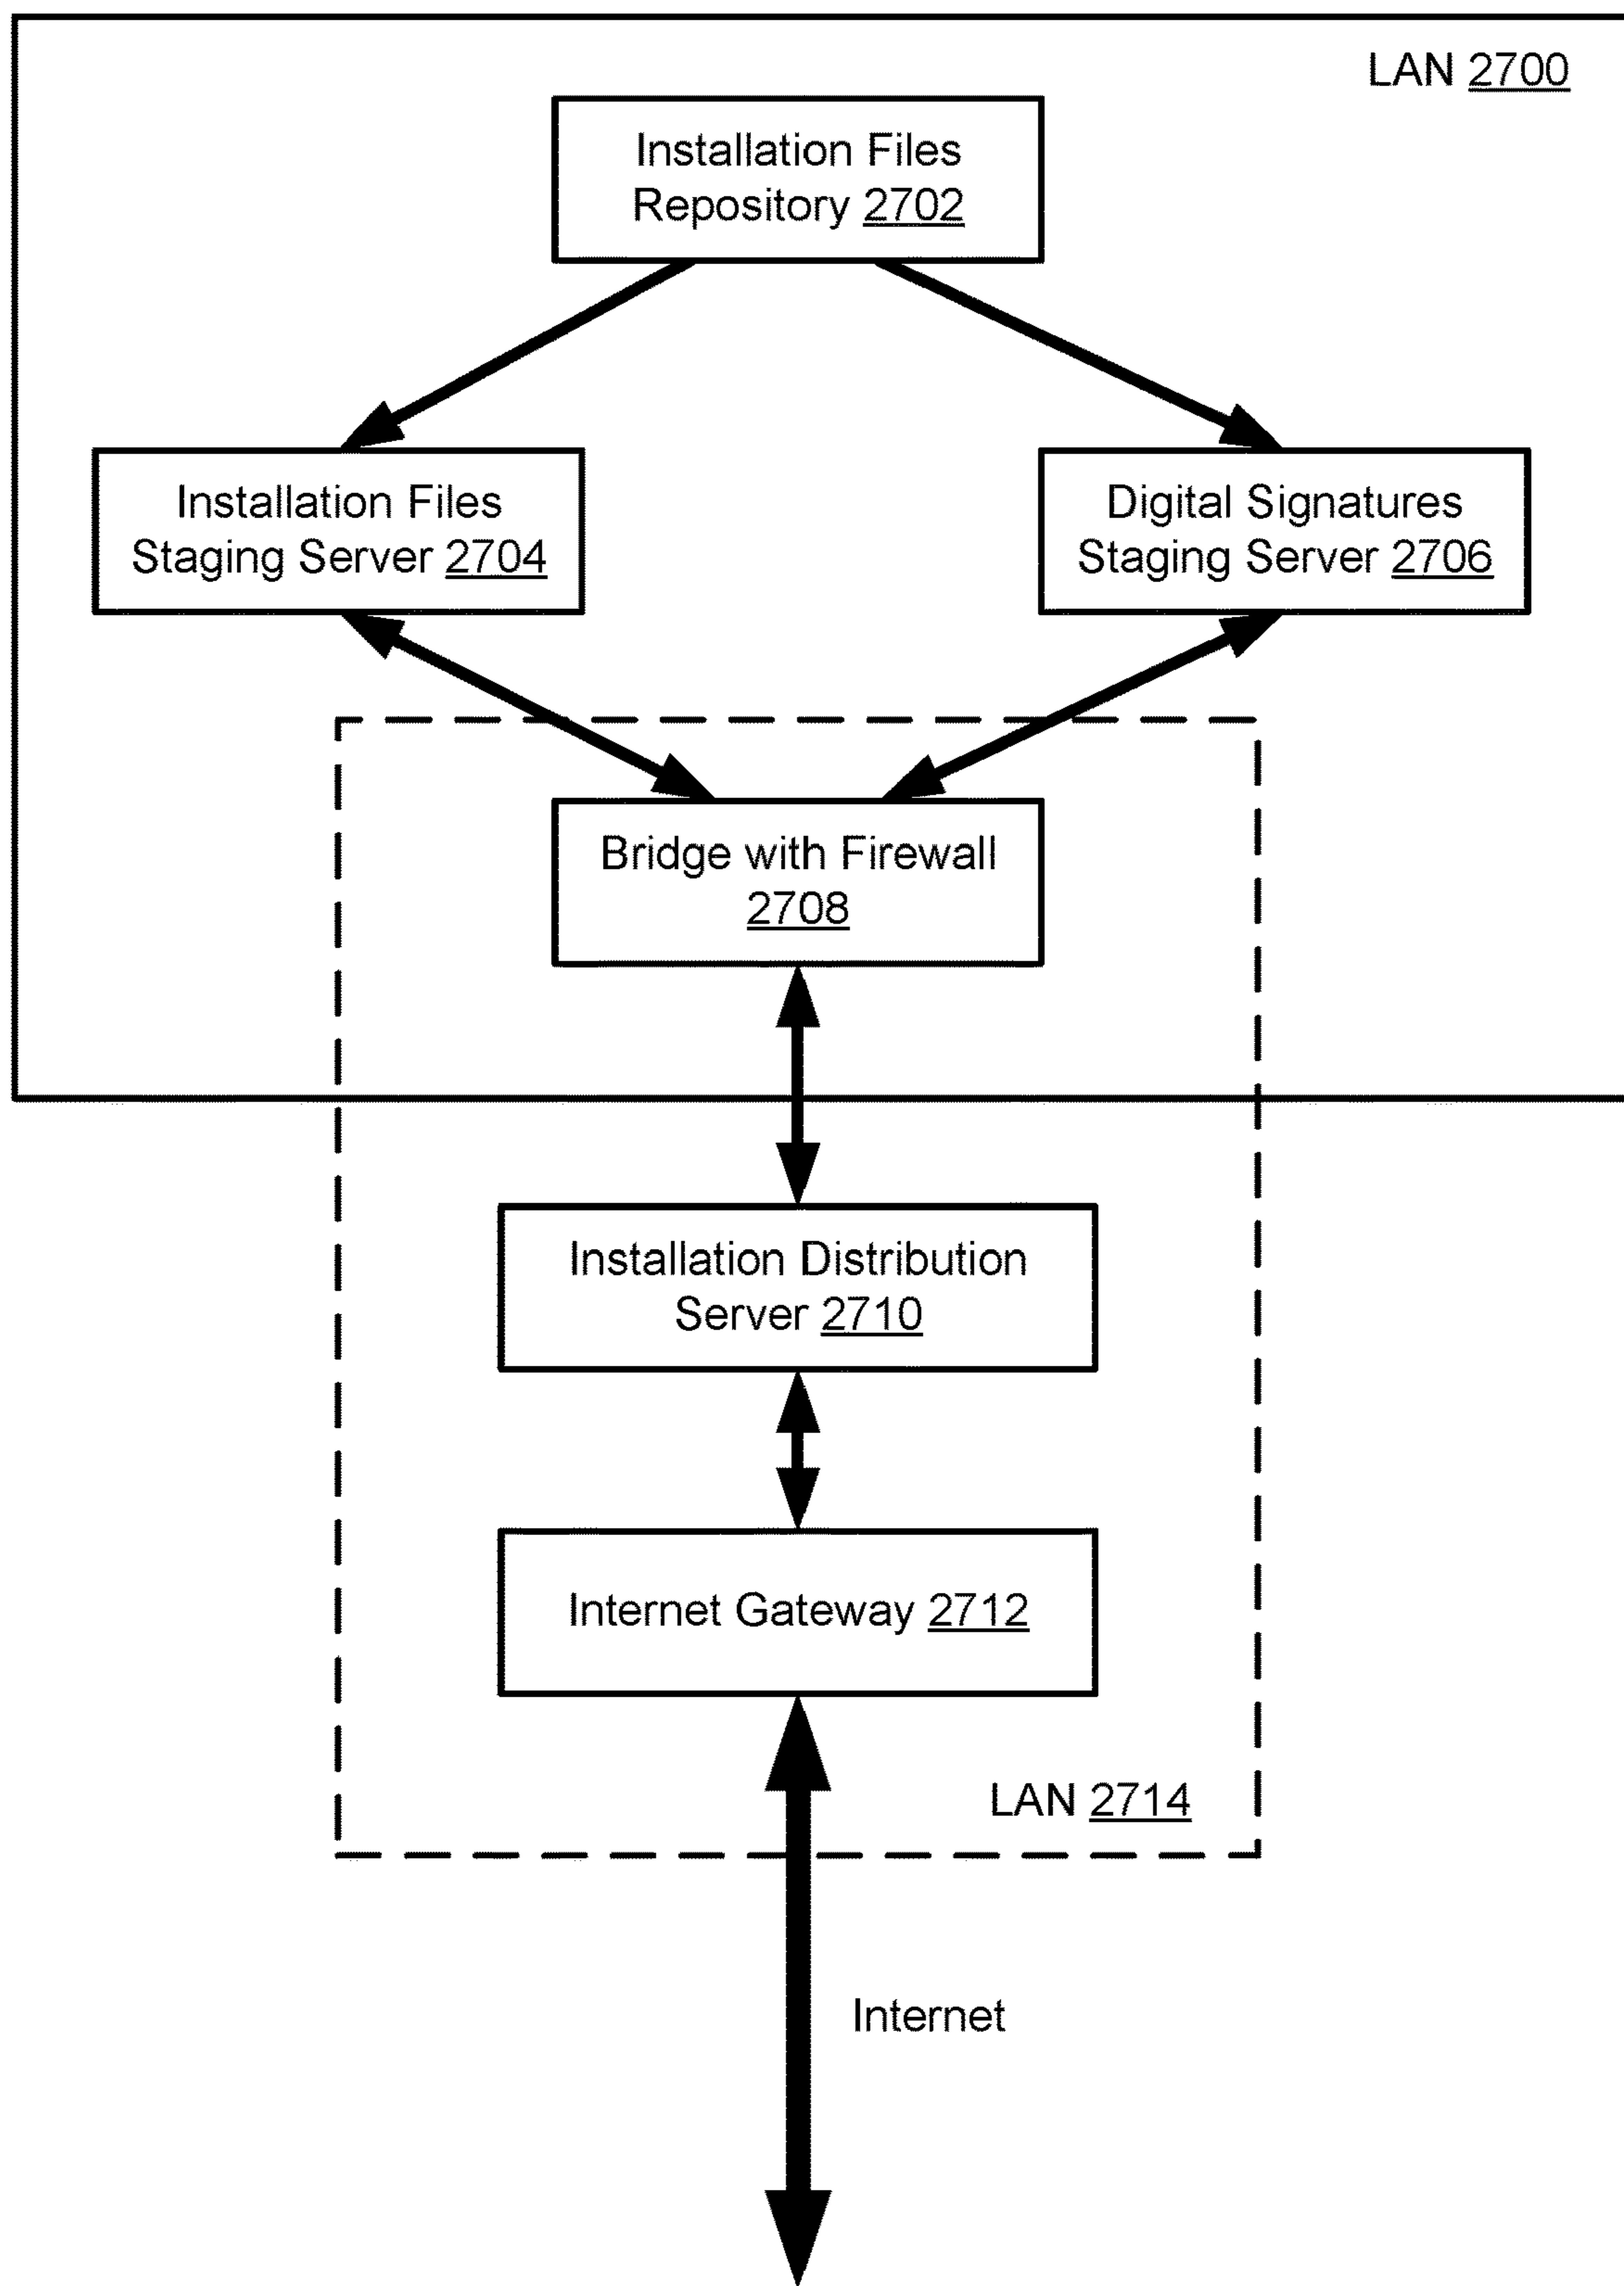 LAN 2700
Installation Files
Repository 2702
Installation Files
Staging Server 2704
Digital Signatures
Staging Server 2706
Bridge with Firewall
2708
Installation Distribution
Server 2710
Internet Gateway 2712
LAN 2714
Internet